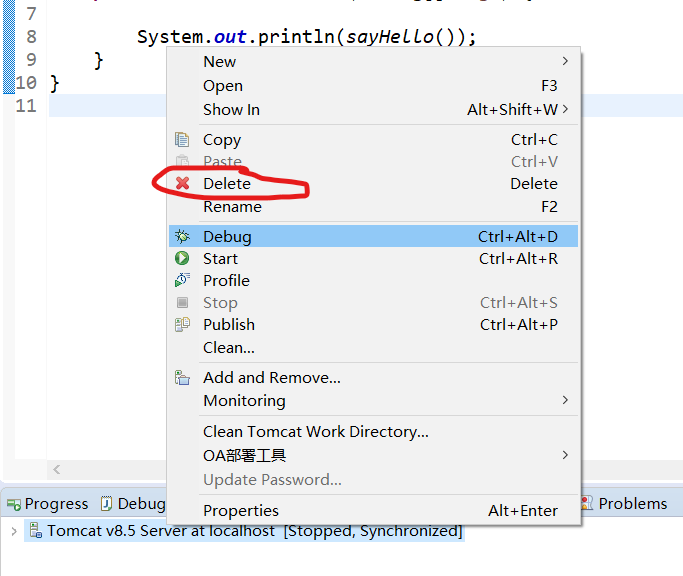 7
8 System.out.println(sayHello());
9 }
10 }
11
New
Open F3
Show In Alt+Shift+W
Copy Ctrl+C
Paste Ctrl+V
Delete Delete
Rename F2
Debug Ctrl+Alt+D
Start Ctrl+Alt+R
Profile
Stop Ctrl+Alt+S
Publish Ctrl+Alt+P
Clean...
Add and Remove...
Monitoring
Clean Tomcat Work Directory...
OA部署工具
Update Password...
Properties Alt+Enter
Progress Debug Problems
Tomcat v8.5 Server at localhost [Stopped, Synchronized]